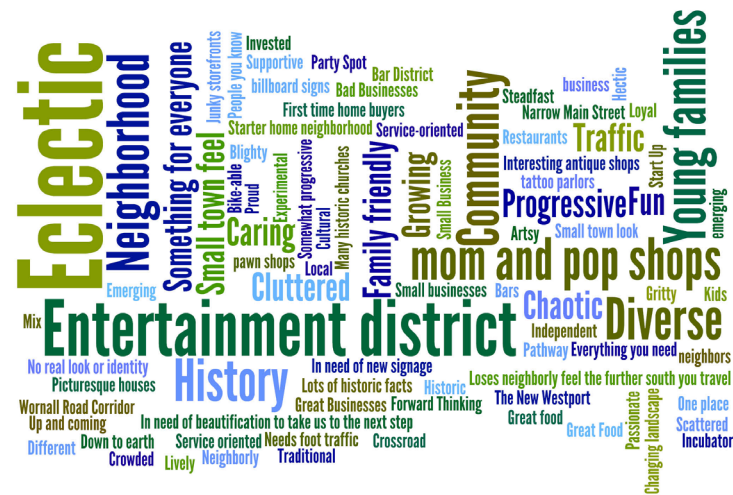 Eclectic
Neighborhood
Something for everyone
Junky storefronts
People you know
Invested
Supportive
Party Spot
billboard signs
Bar District
Bad Businesses
First time home buyers
Starter home neighborhood
Service-oriented
Small town feel
Blighty
Bike-able
Proud
Experimental
Somewhat progressive
Cultural
Many historic churches
Caring
pawn shops
Local
Family friendly
Growing
Small Business
Community
business
Hectic
Steadfast
Narrow Main Street
Loyal
Restaurants
Traffic
Interesting antique shops
Start Up
tattoo parlors
Progressive
Fun
Artsy
Small town look
Young families
emerging
mom and pop shops
Emerging
Cluttered
Small businesses
Bars
Chaotic
Gritty
Kids
Mix
Entertainment district
Independent
Diverse
Pathway
Everything you need
neighbors
No real look or identity
Picturesque houses
History
In need of new signage
Lots of historic facts
Historic
Loses neighborly feel the further south you travel
Wornall Road Corridor
Great Businesses
Forward Thinking
The New Westport
Up and coming
In need of beautification to take us to the next step
Great food
Great Food
Passionate
Changing landscape
One place
Scattered
Incubator
Different
Down to earth
Service oriented
Needs foot traffic
Crossroad
Crowded
Lively
Neighborly
Traditional